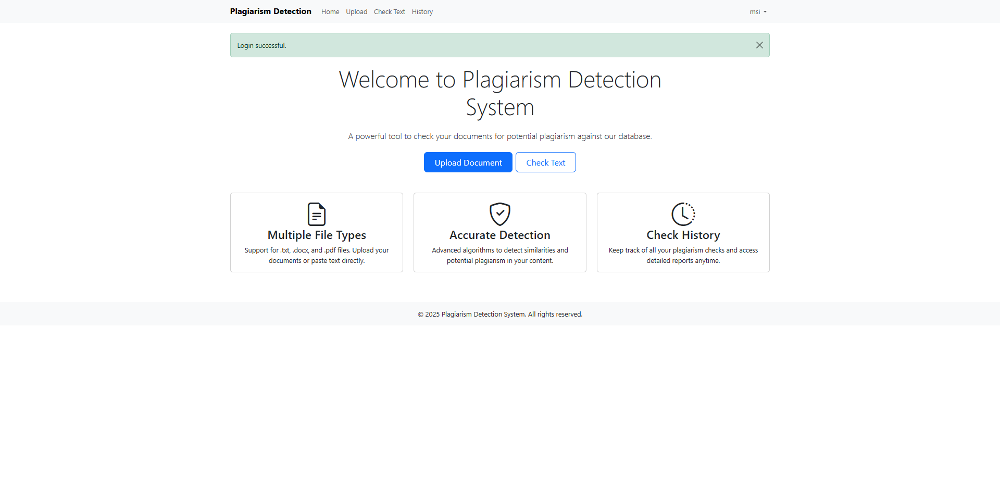 Plagiarism Detection Home Upload Check Text History msi
Login successful.
Welcome to Plagiarism Detection
System
A powerful tool to check your documents for potential plagiarism against our database.
Upload Document Check Text
Multiple File Types
Support for .txt, .docx, and .pdf files. Upload your
documents or paste text directly.
Accurate Detection
Advanced algorithms to detect similarities and
potential plagiarism in your content.
Check History
Keep track of all your plagiarism checks and access
detailed reports anytime.
© 2025 Plagiarism Detection System. All rights reserved.